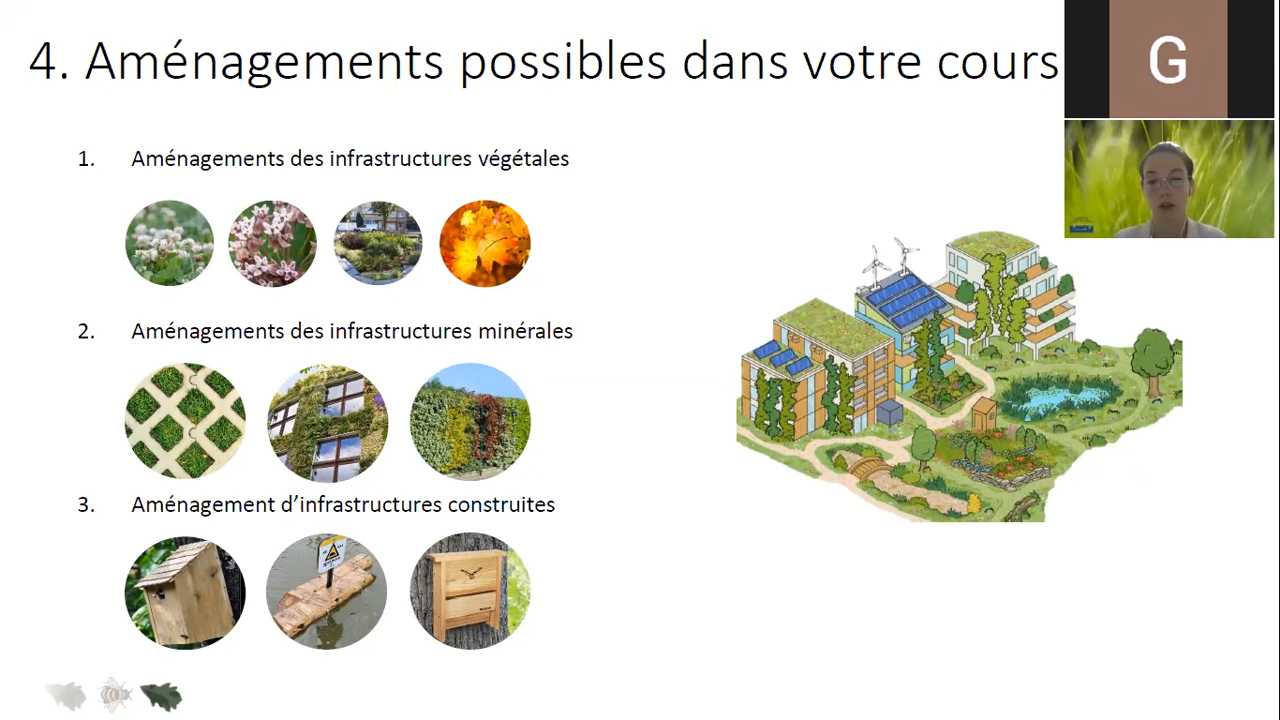 4. Aménagements possibles dans votre cours
G
1. Aménagements des infrastructures végétales
2. Aménagements des infrastructures minérales
3. Aménagement d’infrastructures construites